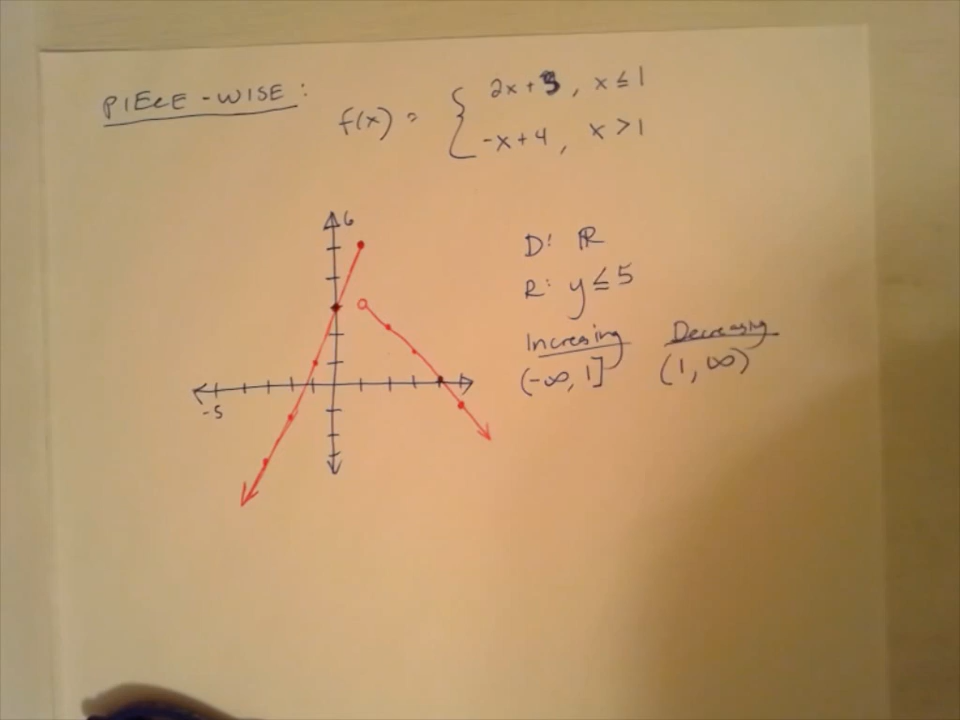 PIECE-WISE: f(x) = { 2x+3, x ≤ 1
-x+4, x > 1
6
D: ℝ
R: y ≤ 5
Increasing Decreasing
(-∞, 1] (1, ∞)
-5